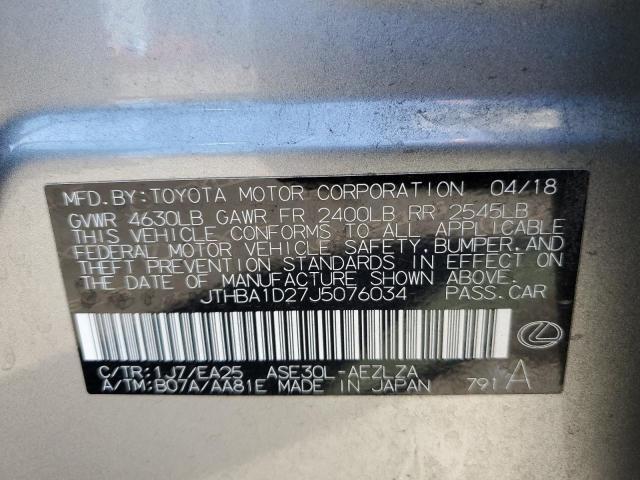 MFD.BY:TOYOTA MOTOR CORPORATION 04/18
GVWR 4630LB GAWR FR 2400LB RR 2545LB
THIS VEHICLE CONFORMS TO ALL APPLICABLE
FEDERAL MOTOR VEHICLE SAFETY,BUMPER,AND
THEFT PREVENTION STANDARDS IN EFFECT ON
THE DATE OF MANUFACTURE SHOWN ABOVE.
JTHBA1D27J5076034 PASS.CAR
C/TR:1J7/EA25 ASE30L-AEZLZA
A/TM:B07A/AA81E MADE IN JAPAN 791 A